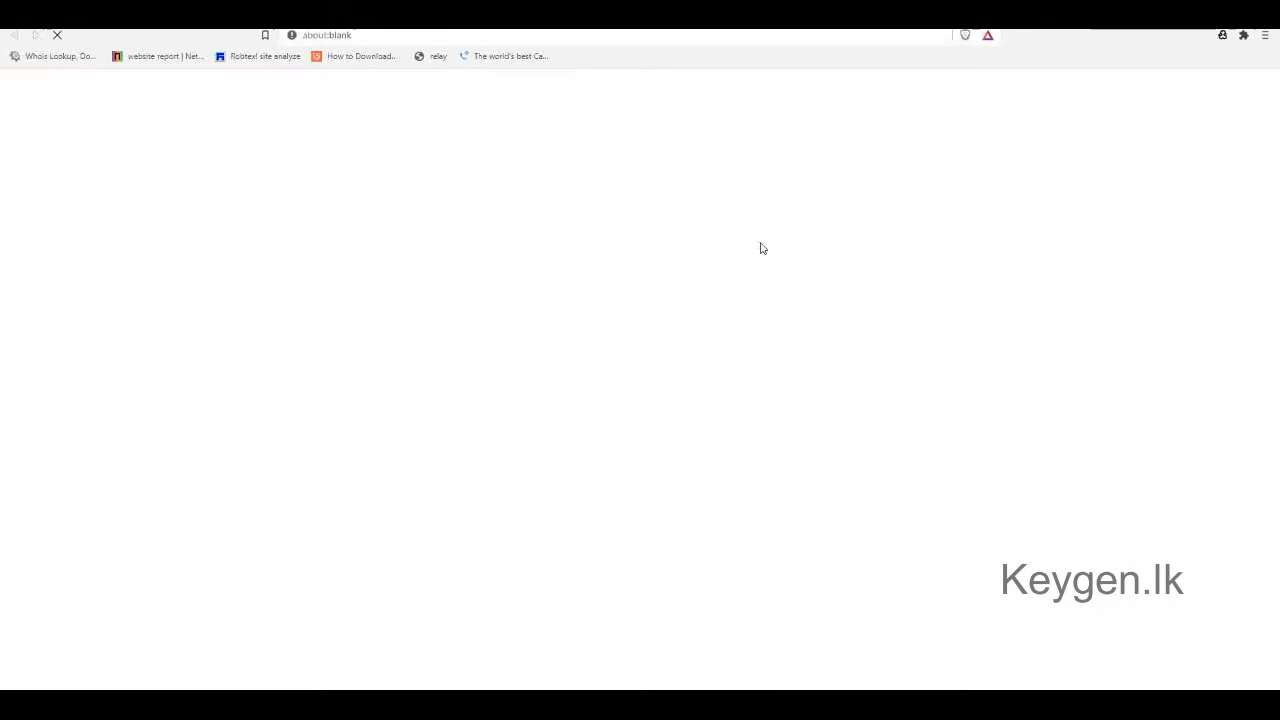 about:blank
Whois Lookup, Do... website report | Net... Robtex! site analyze How to Download... relay The world's best Ca...
Keygen.lk